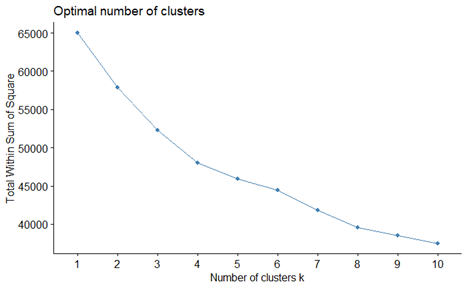 Optimal number of clusters
Total Within Sum of Square
65000
60000
55000
50000
45000
40000
1 2 3 4 5 6 7 8 9 10
Number of clusters k